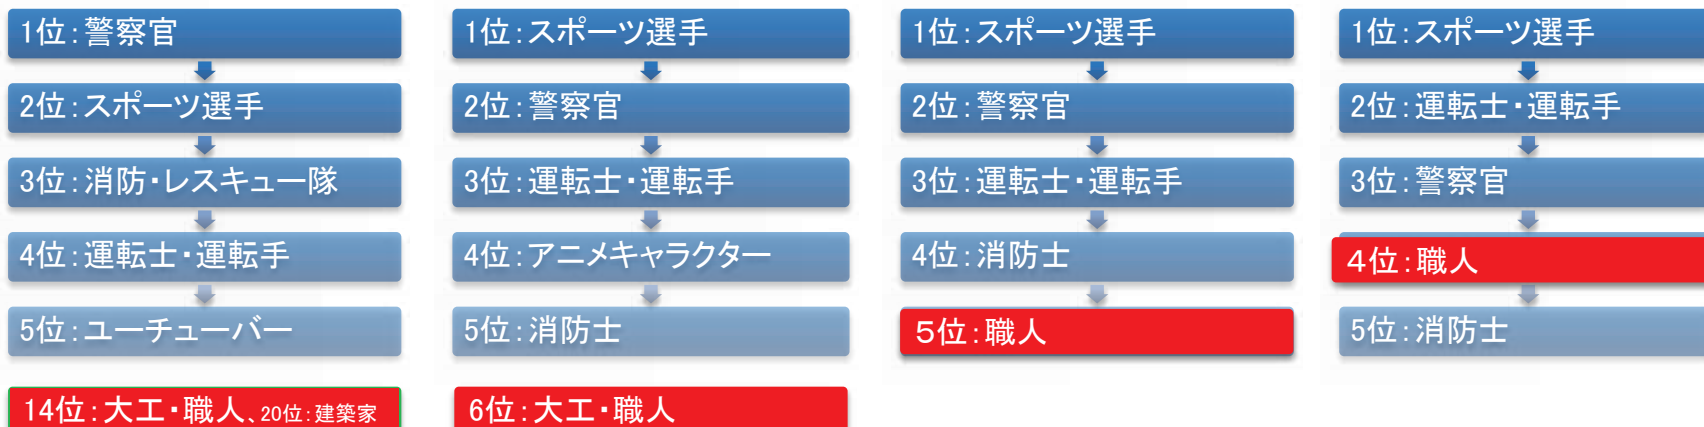 1位：警察官
2位：スポーツ選手
3位：消防・レスキュー隊
4位：運転士・運転手
5位：ユーチューバー
14位：大工・職人、20位：建築家
1位：スポーツ選手
2位：警察官
3位：運転士・運転手
4位：アニメキャラクター
5位：消防士
6位：大工・職人
1位：スポーツ選手
2位：警察官
3位：運転士・運転手
4位：消防士
５位：職人
1位：スポーツ選手
2位：運転士・運転手
3位：警察官
４位：職人
5位：消防士